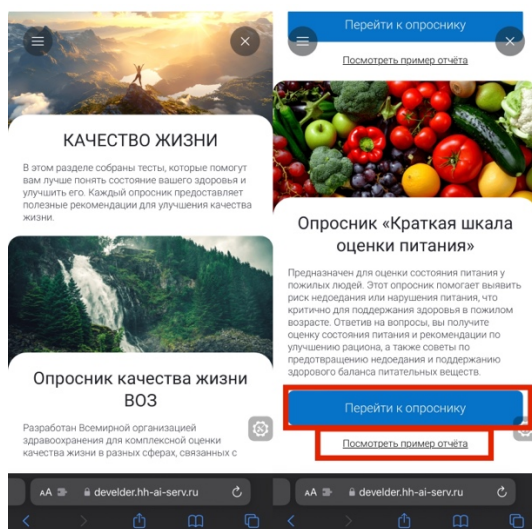 КАЧЕСТВО ЖИЗНИ
В этом разделе собраны тесты, которые помогут
вам лучше понять состояние вашего здоровья и
улучшить его. Каждый опросник предоставляет
полезные рекомендации для улучшения качества
жизни.
Опросник качества жизни
ВОЗ
Разработан Всемирной организацией
здравоохранения для комплексной оценки
качества жизни в разных сферах, связанных с
AA
develder.hh-ai-serv.ru
Перейти к опроснику
Посмотреть пример отчёта
Опросник «Краткая шкала
оценки питания»
Предназначен для оценки состояния питания у
пожилых людей. Этот опросник помогает выявить
риск недоедания или нарушения питания, что
критично для поддержания здоровья в пожилом
возрасте. Ответив на вопросы, вы получите
оценку состояния питания и рекомендации по
улучшению рациона, а также советы по
предотвращению недоедания и поддержанию
здорового баланса питательных веществ.
Перейти к опроснику
Посмотреть пример отчёта
AA
develder.hh-ai-serv.ru